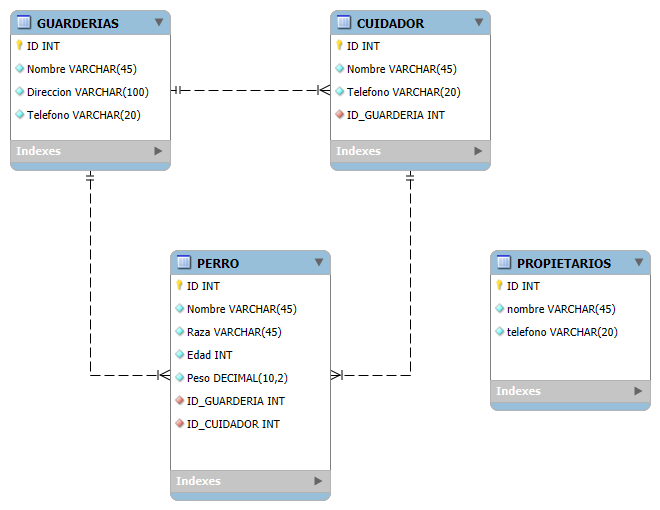 GUARDERIAS
ID INT
Nombre VARCHAR(45)
Direccion VARCHAR(100)
Telefono VARCHAR(20)
Indexes
CUIDADOR
ID INT
Nombre VARCHAR(45)
Telefono VARCHAR(20)
ID_GUARDERIA INT
Indexes
PERRO
ID INT
Nombre VARCHAR(45)
Raza VARCHAR(45)
Edad INT
Peso DECIMAL(10,2)
ID_GUARDERIA INT
ID_CUIDADOR INT
Indexes
PROPIETARIOS
ID INT
nombre VARCHAR(45)
telefono VARCHAR(20)
Indexes